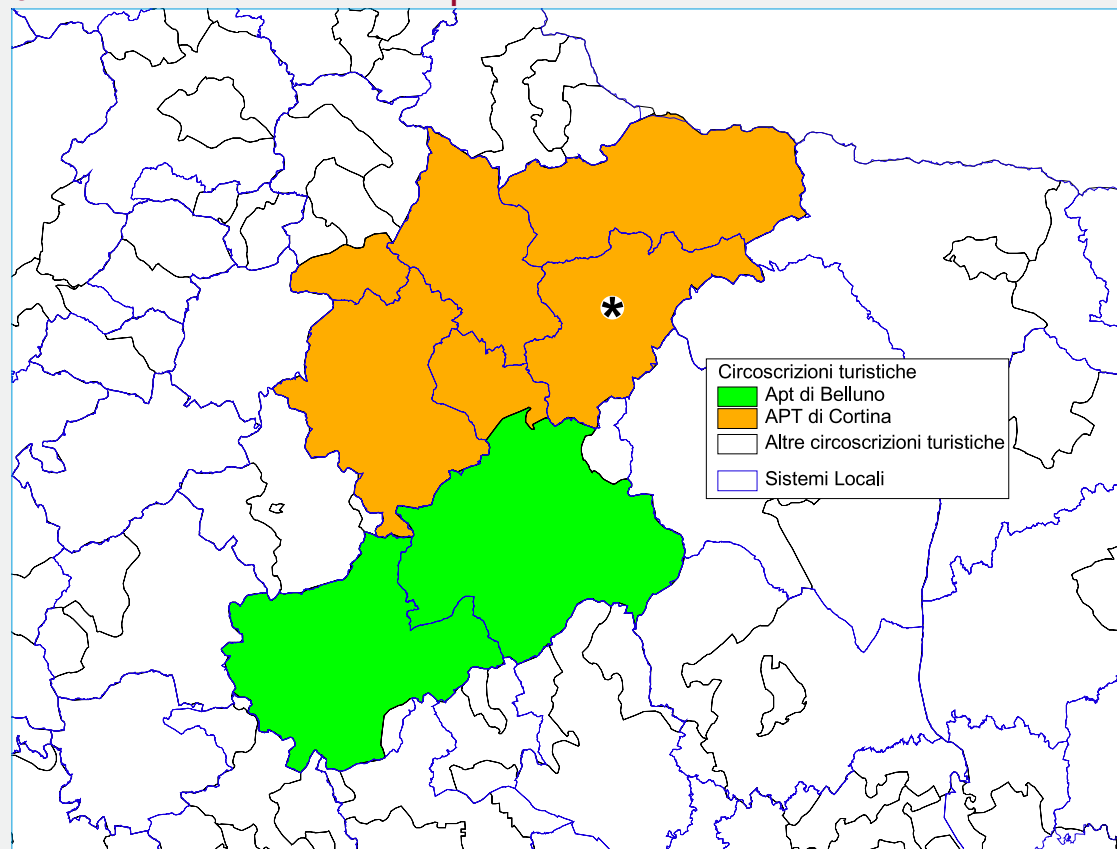 Circoscrizioni turistiche
Apt di Belluno
APT di Cortina
Altre circoscrizioni turistiche
Sistemi Locali
*